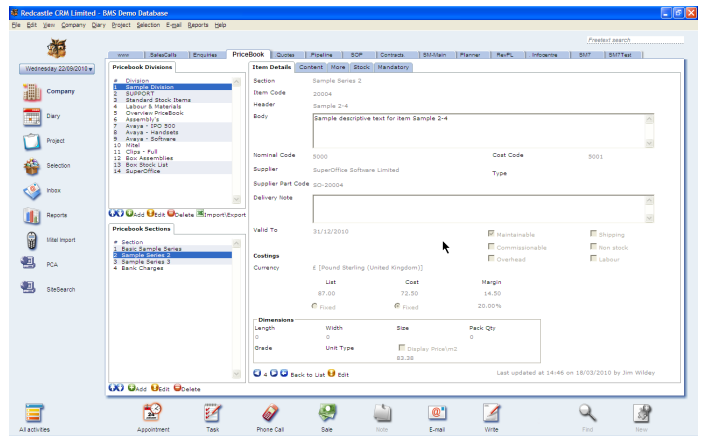 Redcastle CRM Limited - BMS Demo Database
File Edit View Company Diary Project Selection E-mail Reports Help
Freetext search
www SalesCalls Enquiries PriceBook Quotes Pipeline SOP Contracts. SM-Main Planner RevFL Infocentre SMT SMTTest
Wednesday 22/09/2010
Company
Diary
Project
Selection
Inbox
Reports
Mitel Import
PCA
SiteSearch
Pricebook Divisions
# Division
1 Sample Division
2 SUPPORT
3 Standard Stock Items
4 Labour & Materials
5 Overview PriceBook
6 Assembly's
7 Avaya - IPO 500
8 Avaya - Handsets
9 Avaya - Software
10 Mitel
11 Clips - Full
12 Box Assemblies
13 Box Stock List
14 SuperOffice
(X) Add Edit Delete Import\Export
Pricebook Sections
# Section
1 Basic Sample Series
2 Sample Series 2
3 Sample Series 3
4 Bank Charges
(X) Add Edit Delete
Item Details Content More Stock Mandatory
Section Sample Series 2
Item Code 20004
Header Sample 2-4
Body Sample descriptive text for item Sample 2-4
Nominal Code 5000 Cost Code 5001
Supplier SuperOffice Software Limited Type
Supplier Part Code SO-20004
Delivery Note
Valid To 31/12/2010
Maintainable Shipping
Commissionable Non stock
Overhead Labour
Costings
Currency £ [Pound Sterling (United Kingdom)]
List Cost Margin
87.00 72.50 14.50
Fixed Fixed 20.00%
Dimensions
Length Width Size Pack Qty
0 0 0
Grade Unit Type Display Price\m2
83.38
4 Back to List Edit
Last updated at 14:46 on 18/03/2010 by Jim Wildey
All activities Appointment Task Phone Call Sale Note E-mail Write Find New